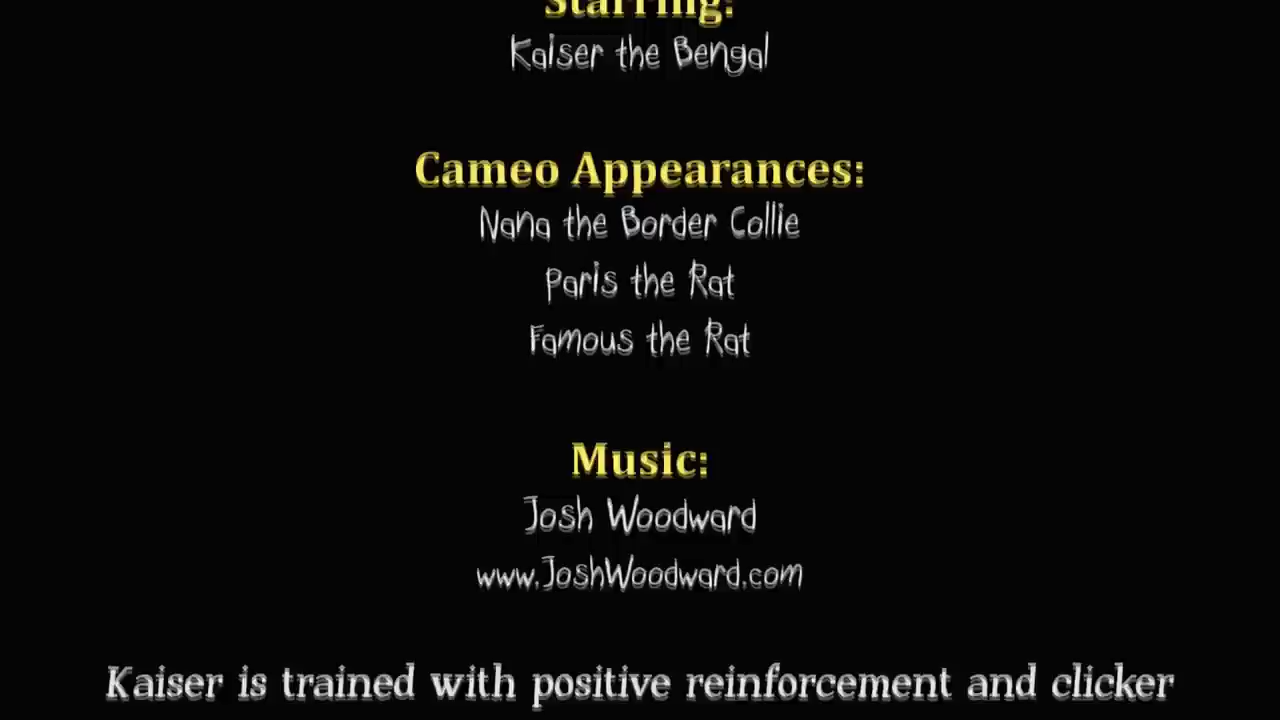 Starring:
Kaiser the Bengal
Cameo Appearances:
Nana the Border Collie
Paris the Rat
Famous the Rat
Music:
Josh Woodward
www.JoshWoodward.com
Kaiser is trained with positive reinforcement and clicker